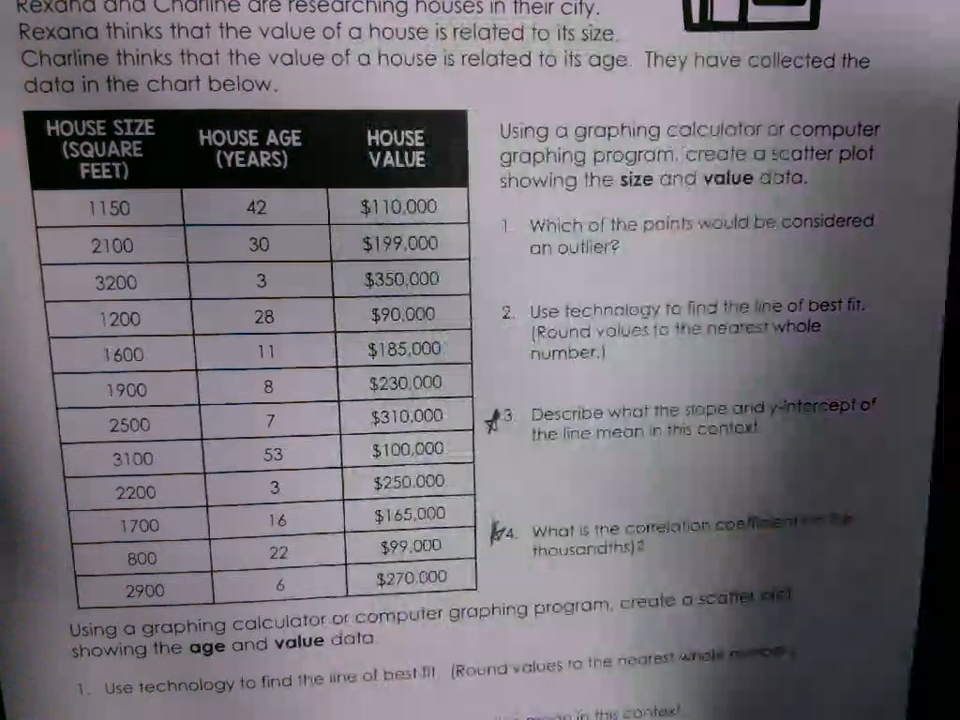 Rexana and Charline are researching houses in their city.
Rexana thinks that the value of a house is related to its size.
Charline thinks that the value of a house is related to its age. They have collected the
data in the chart below.
HOUSE SIZE (SQUARE FEET) HOUSE AGE (YEARS) HOUSE VALUE
1150 42 $110,000
2100 30 $199,000
3200 3 $350,000
1200 28 $90,000
1600 11 $185,000
1900 8 $230,000
2500 7 $310,000
3100 53 $100,000
2200 3 $250,000
1700 16 $165,000
800 22 $99,000
2900 6 $270,000
Using a graphing calculator or computer
graphing program, create a scatter plot
showing the size and value data.
1. Which of the points would be considered
an outlier?
2. Use technology to find the line of best fit.
(Round values to the nearest whole
number.)
3. Describe what the slope and y-intercept of
the line mean in this context.
4. What is the correlation coefficient
thousandths)?
Using a graphing calculator or computer graphing program, create a scatter plot
showing the age and value data.
1. Use technology to find the line of best fit. (Round values to the nearest whole number.)
mean in this context.